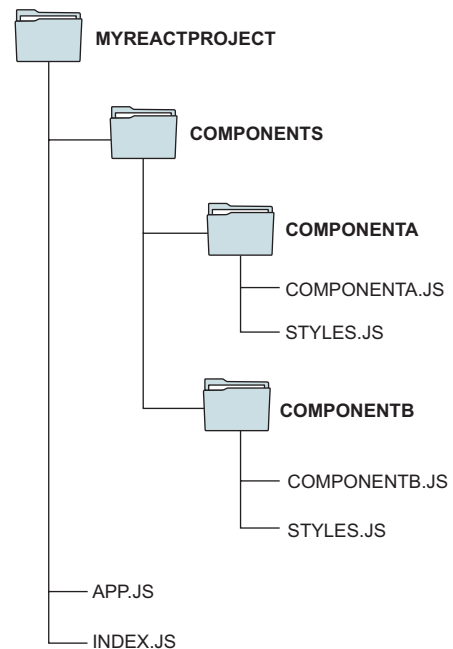 MYREACTPROJECT
COMPONENTS
COMPONENTA
COMPONENTA.JS
STYLES.JS
COMPONENTB
COMPONENTB.JS
STYLES.JS
APP.JS
INDEX.JS